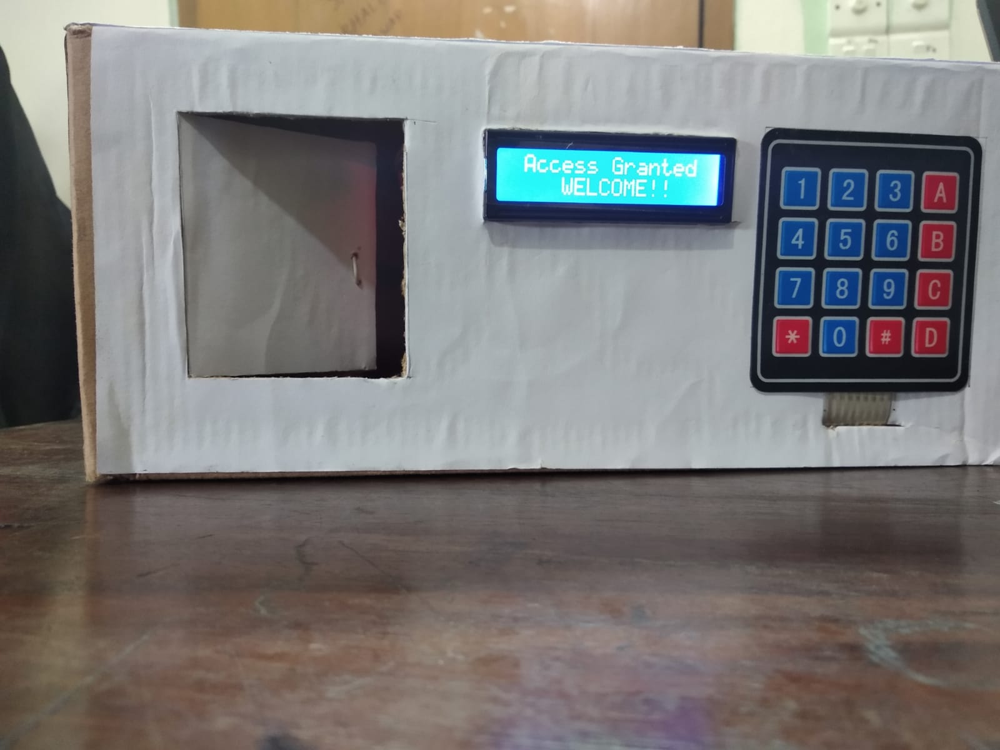 Access Granted
WELCOME!!
1 2 3 A
4 5 6 B
7 8 9 C
* 0 # D